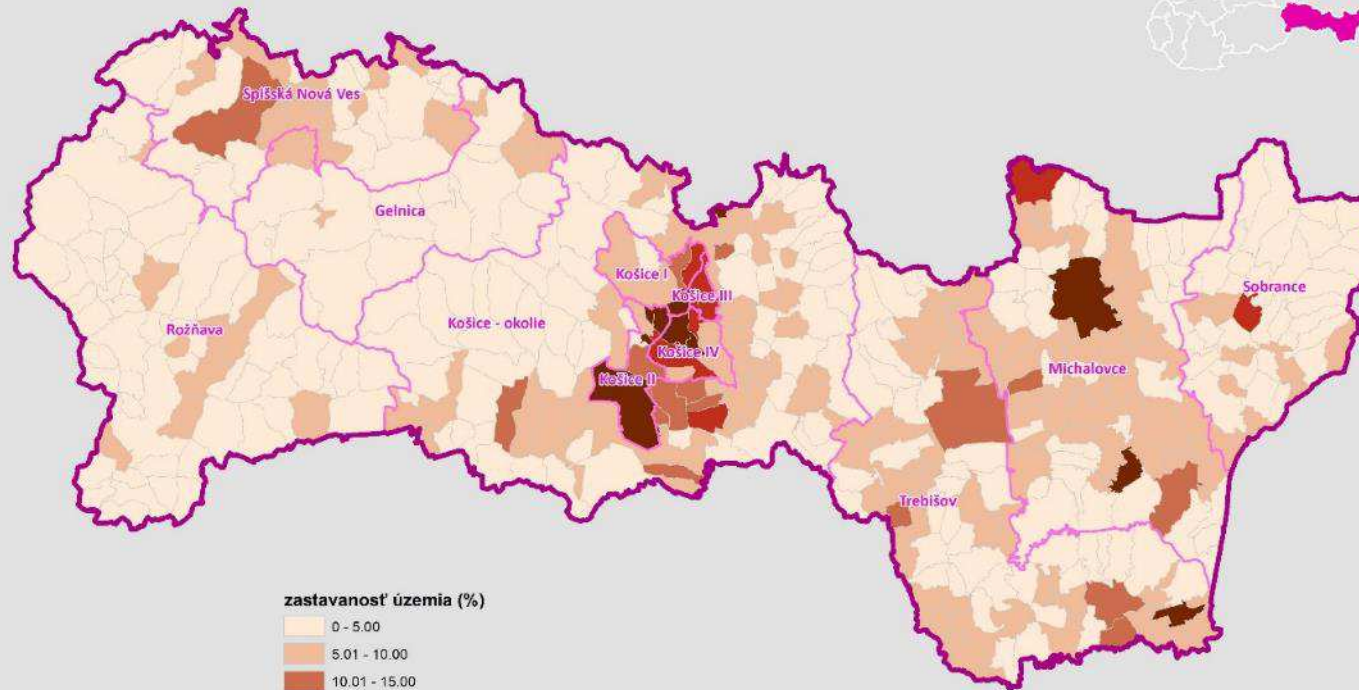 Spišská Nová Ves
Gelnica
Košice I
Košice III
Sobrance
Rožňava
Košice - okolie
Košice IV
Michalovce
Košice II
Trebišov
zastavanosť územia (%)
0 - 5.00
5.01 - 10.00
10.01 - 15.00